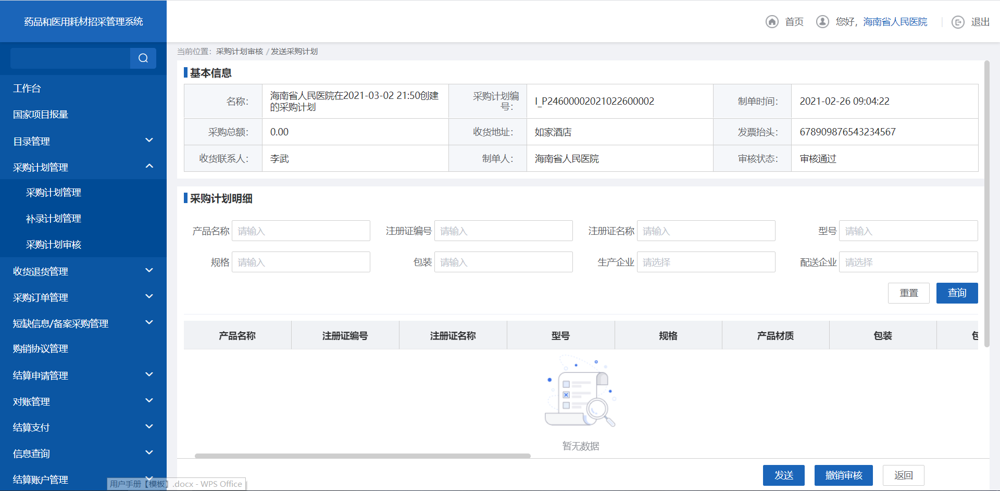 药品和医用耗材招采管理系统
首页
您好，海南省人民医院
退出
当前位置：采购计划审核 / 发送采购计划
工作台
国家项目报量
目录管理
采购计划管理
采购计划管理
补录计划管理
采购计划审核
收货退货管理
采购订单管理
短缺信息/备案采购管理
购销协议管理
结算申请管理
对账管理
结算支付
信息查询
结算账户管理
基本信息
名称：
海南省人民医院在2021-03-02 21:50创建
的采购计划
采购计划编
号：
I_P24600002021022600002
制单时间：
2021-02-26 09:04:22
采购总额：
0.00
收货地址：
如家酒店
发票抬头：
678909876543234567
收货联系人：
李武
制单人：
海南省人民医院
审核状态：
审核通过
采购计划明细
产品名称 请输入
注册证编号 请输入
注册证名称 请输入
型号 请输入
规格 请输入
包装 请输入
生产企业 请选择
配送企业 请选择
重置
查询
产品名称
注册证编号
注册证名称
型号
规格
产品材质
包装
暂无数据
发送
撤销审核
返回
用户手册【模板】.docx - WPS Office